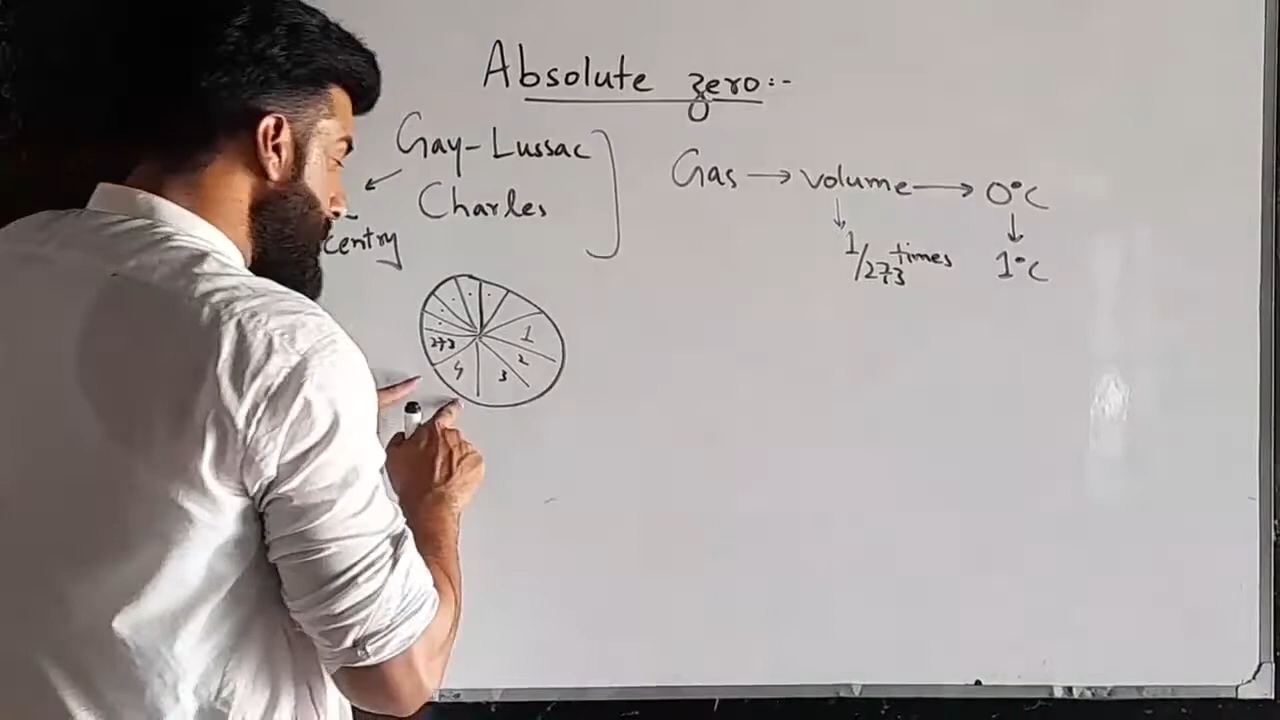 Absolute zero:-
Gay-Lussac
Charles
centry
Gas → volume → 0°C
1/273 times
1°C
1
2
3
4
273